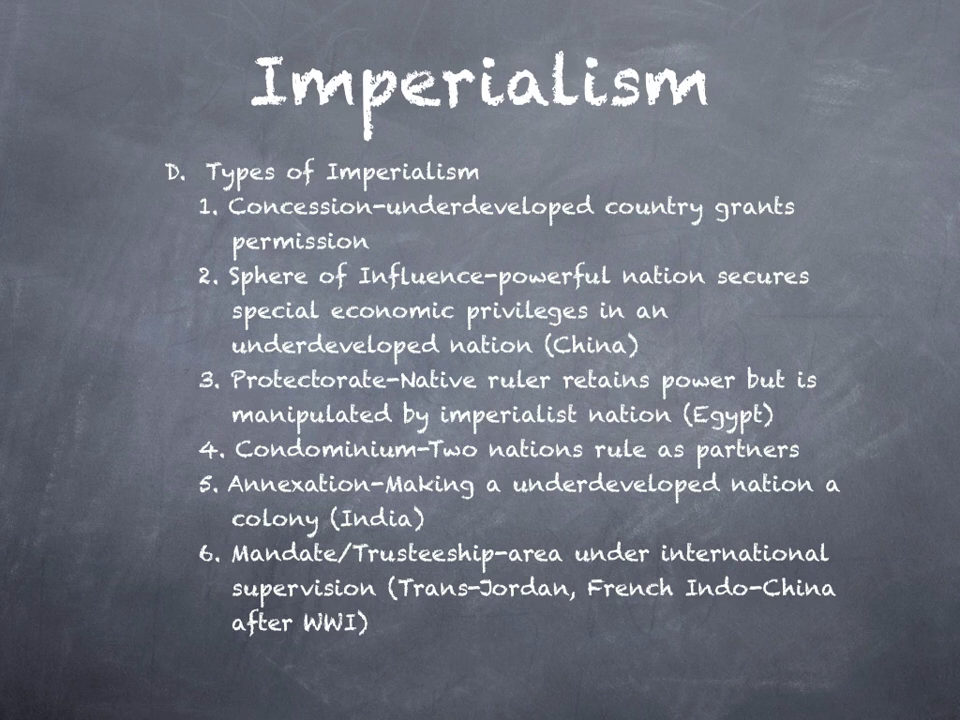 Imperialism
D. Types of Imperialism
1. Concession-underdeveloped country grants
permission
2. Sphere of Influence-powerful nation secures
special economic privileges in an
underdeveloped nation (China)
3. Protectorate-Native ruler retains power but is
manipulated by imperialist nation (Egypt)
4. Condominium-Two nations rule as partners
5. Annexation-Making a underdeveloped nation a
colony (India)
6. Mandate/Trusteeship-area under international
supervision (Trans-Jordan, French Indo-China
after WWI)